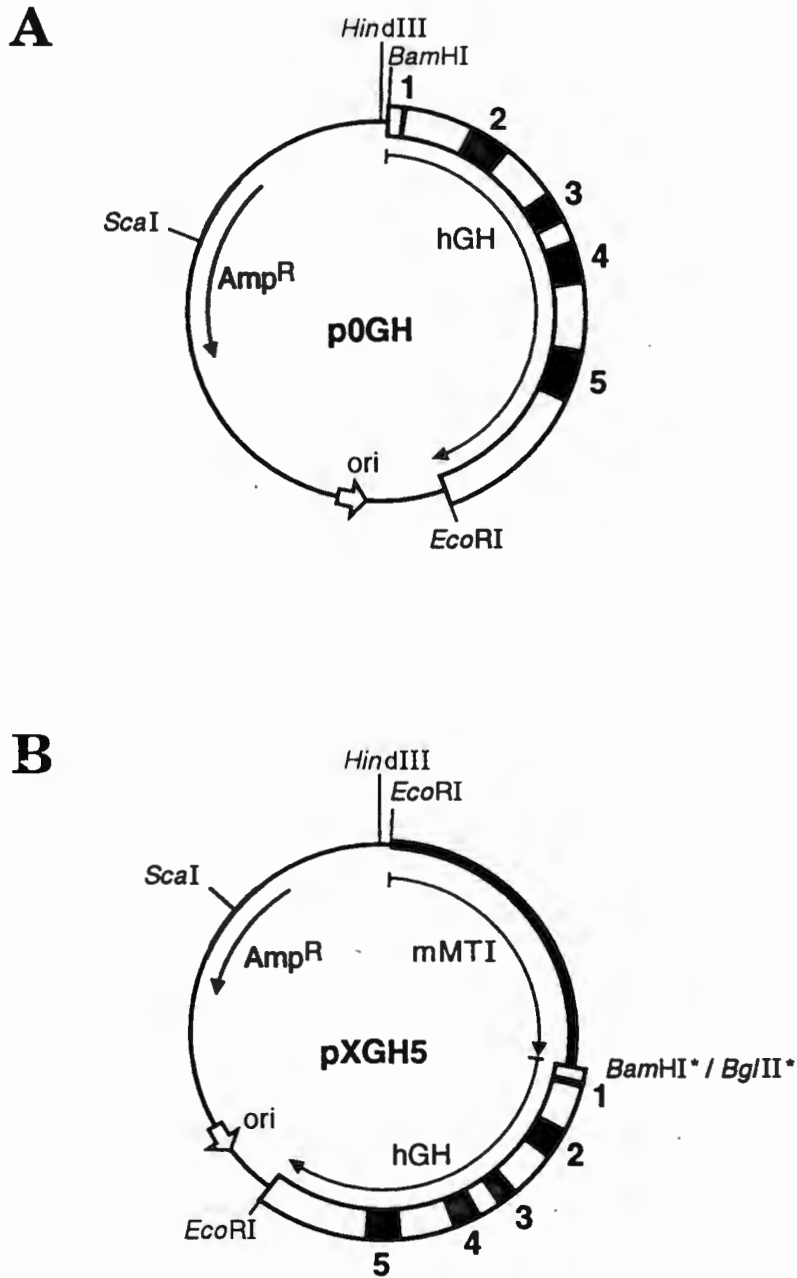 A
HindIII
BamHI
1
2
3
4
5
hGH
ScaI
AmpR
p0GH
ori
EcoRI
B
HindIII
EcoRI
ScaI
AmpR
mMTI
pXGH5
BamHI* / BglII*
1
2
3
4
5
hGH
ori
EcoRI